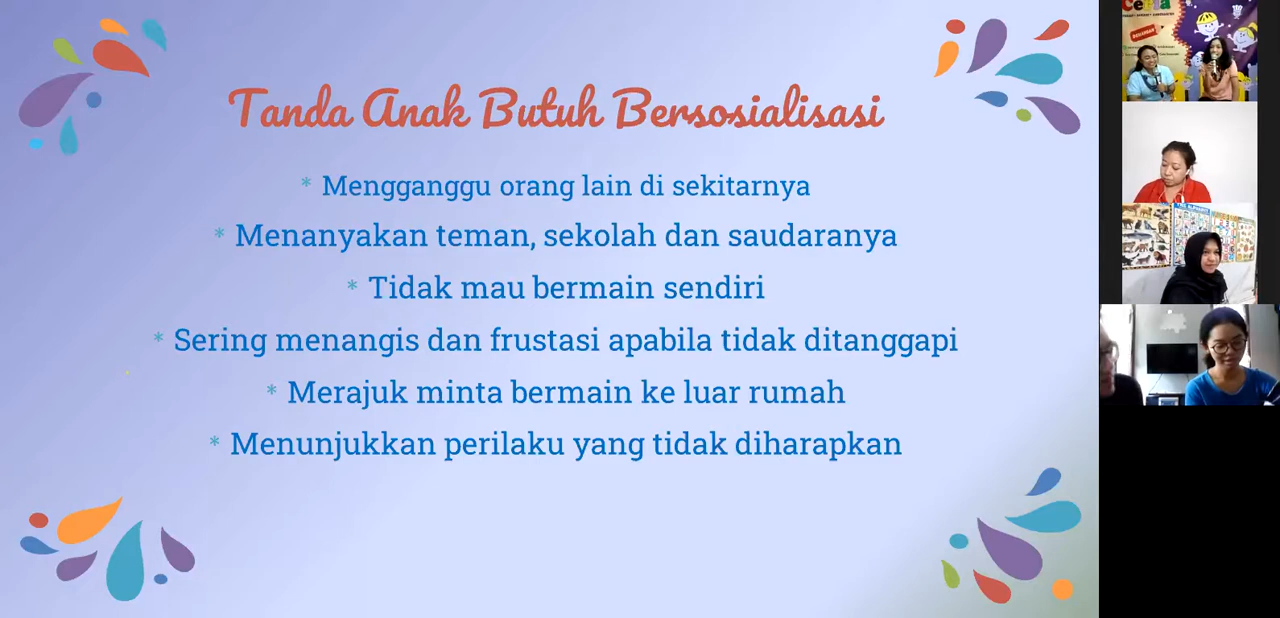 Tanda Anak Butuh Bersosialisasi
* Mengganggu orang lain di sekitarnya
* Menanyakan teman, sekolah dan saudaranya
* Tidak mau bermain sendiri
* Sering menangis dan frustasi apabila tidak ditanggapi
* Merajuk minta bermain ke luar rumah
* Menunjukkan perilaku yang tidak diharapkan
Ceria